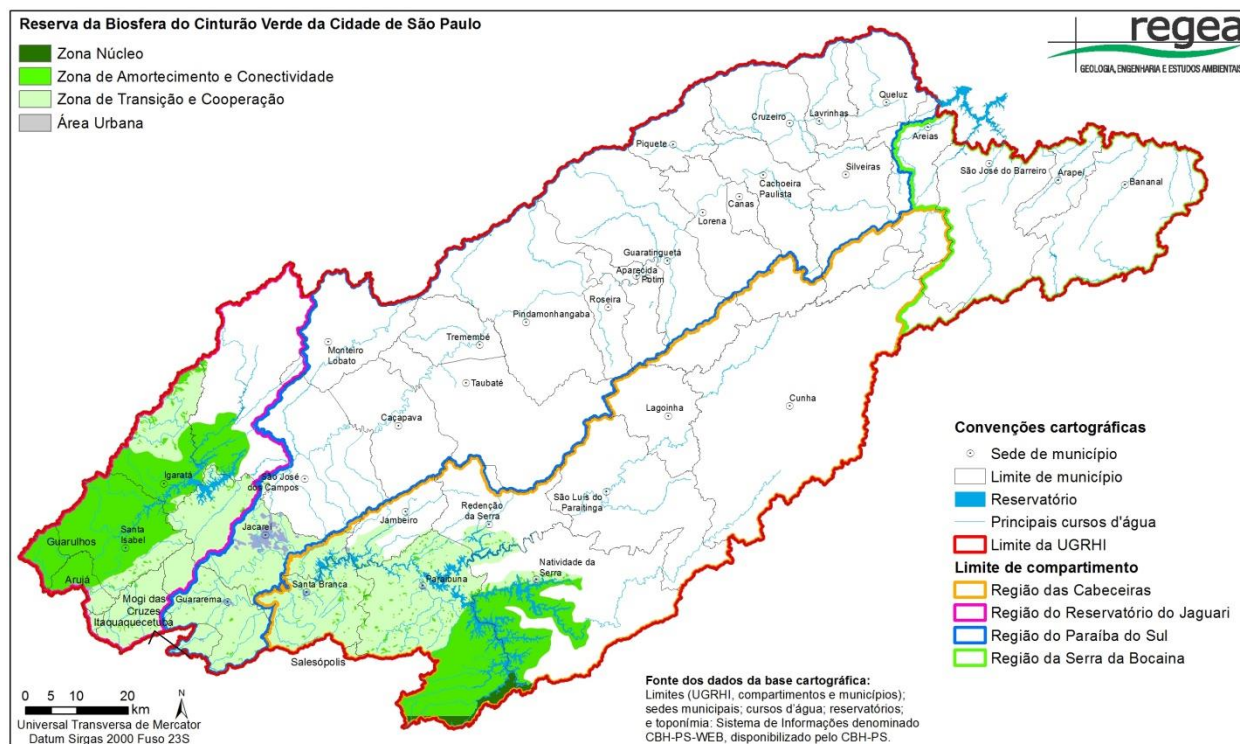 Reserva da Biosfera do Cinturão Verde da Cidade de São Paulo
Zona Núcleo
Zona de Amortecimento e Conectividade
Zona de Transição e Cooperação
Área Urbana
regea
GEOLOGIA, ENGENHARIA E ESTUDOS AMBIENTAIS
Queluz
Lavrinhas
Cruzeiro
Areias
Piquete
Silveiras
São José do Barreiro
Arapeí
Bananal
Cachoeira
Paulista
Canas
Lorena
Guaratinguetá
Aparecida
Potim
Roseira
Pindamonhangaba
Tremembé
Monteiro
Lobato
Taubaté
Caçapava
Lagoinha
Cunha
Igaratá
São José
dos Campos
São Luís do
Paraitinga
Redenção
da Serra
Jambeiro
Jacareí
Santa
Isabel
Guarulhos
Arujá
Natividade da
Serra
Paraibuna
Santa Branca
Mogi das
Cruzes
Guararema
Itaquaquecetuba
Salesópolis
Convenções cartográficas
Sede de município
Limite de município
Reservatório
Principais cursos d'água
Limite da UGRHI
Limite de compartimento
Região das Cabeceiras
Região do Reservatório do Jaguari
Região do Paraíba do Sul
Região da Serra da Bocaina
0 5 10 20
km
N
Universal Transversa de Mercator
Datum Sirgas 2000 Fuso 23S
Fonte dos dados da base cartográfica:
Limites (UGRHI, compartimentos e municípios);
sedes municipais; cursos d'água; reservatórios;
e toponímia: Sistema de Informações denominado
CBH-PS-WEB, disponibilizado pelo CBH-PS.